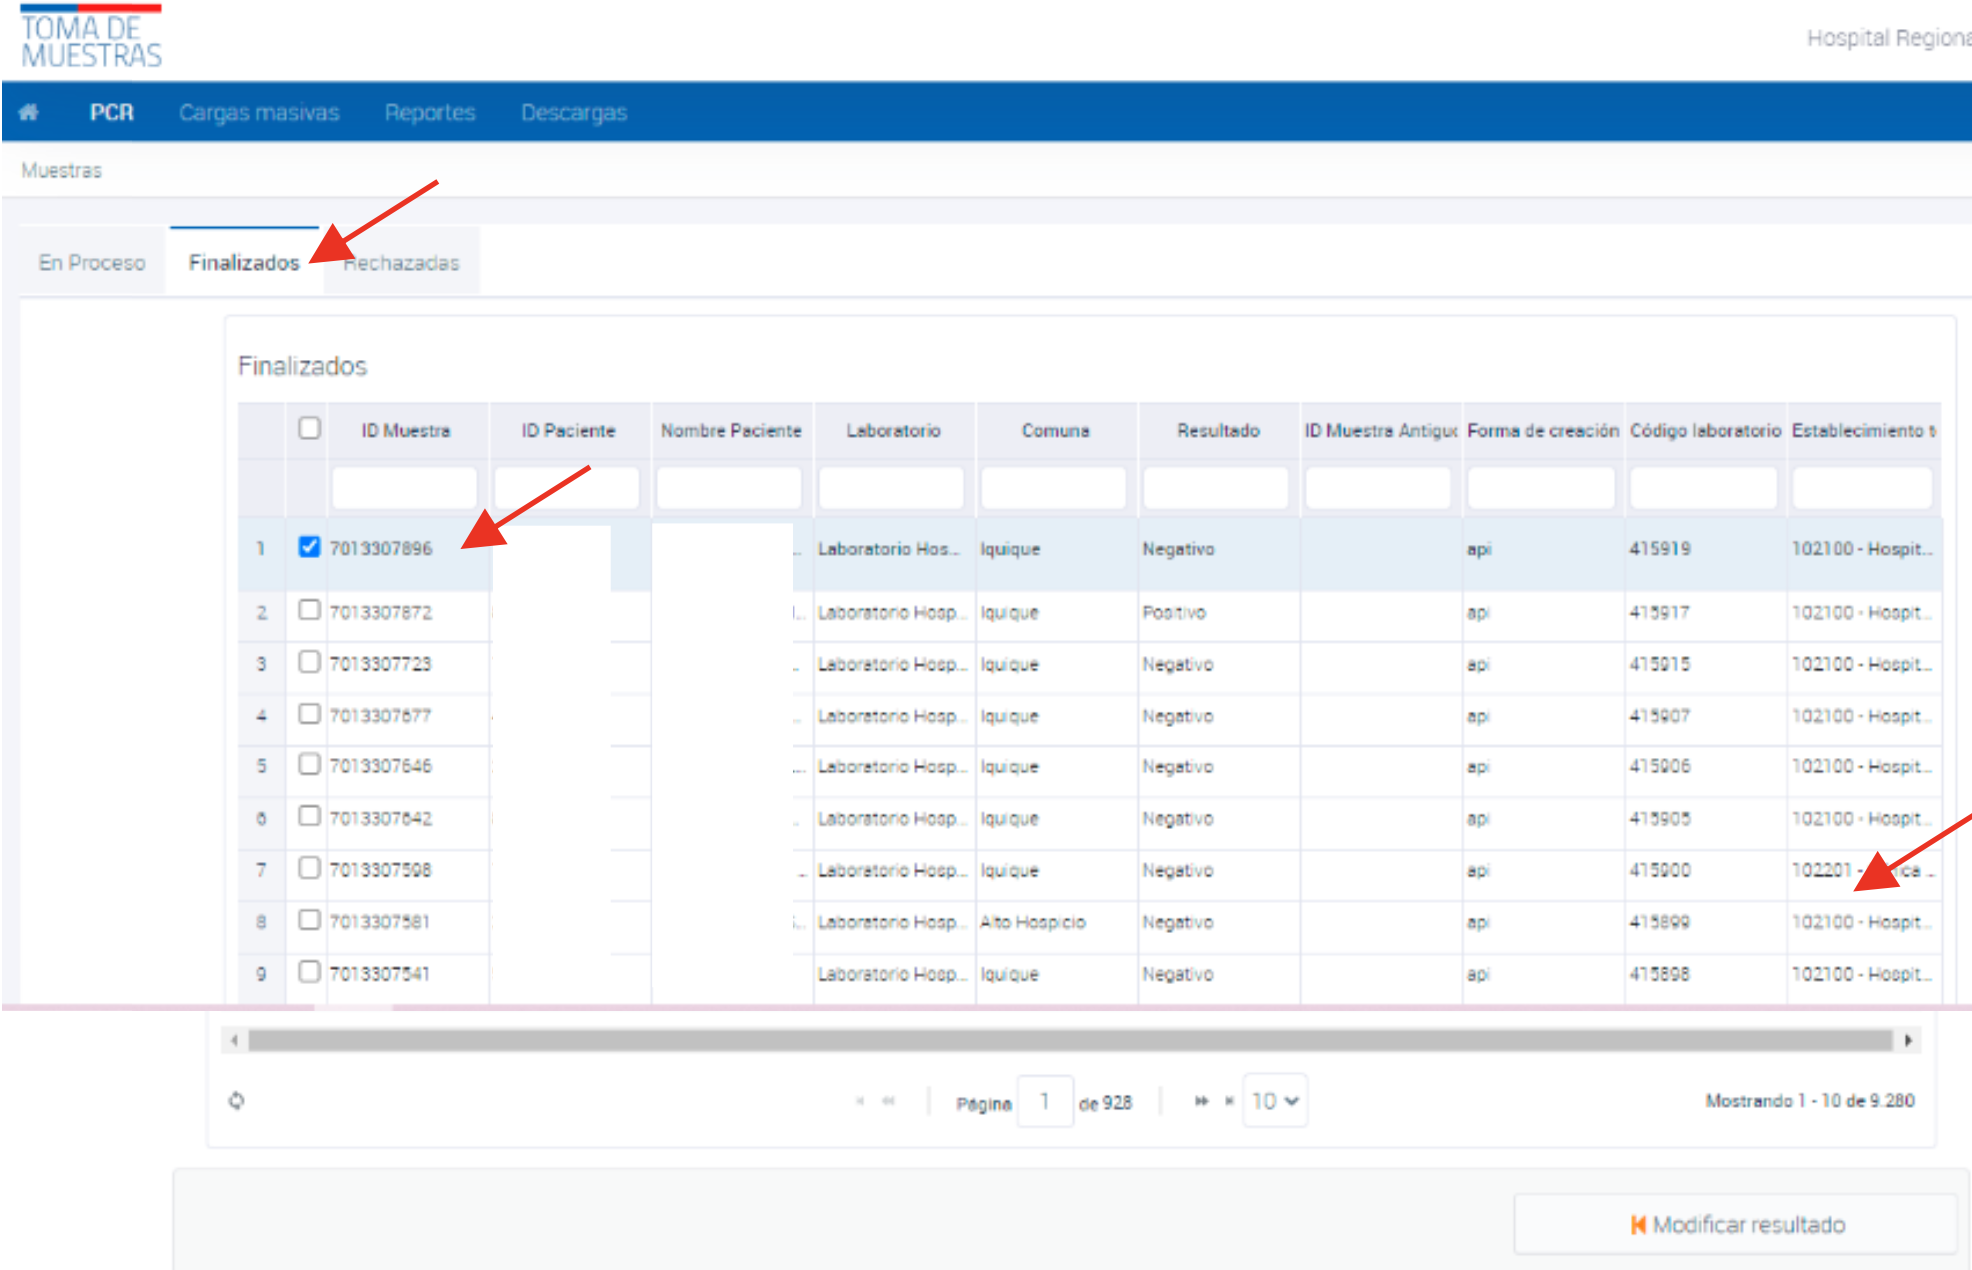 TOMA DE
MUESTRAS
Hospital Regiona
PCR Cargas masivas Reportes Descargas
Muestras
En Proceso Finalizados Rechazadas
Finalizados
ID Muestra ID Paciente Nombre Paciente Laboratorio Comuna Resultado ID Muestra Antiguo Forma de creación Código laboratorio Establecimiento t
1 7013307896 ... Laboratorio Hos... Iquique Negativo api 415919 102100 - Hospit...
2 7013307872 ... Laboratorio Hosp... Iquique Positivo api 415917 102100 - Hospit...
3 7013307723 ... Laboratorio Hosp... Iquique Negativo api 415915 102100 - Hospit...
4 7013307677 ... Laboratorio Hosp... Iquique Negativo api 415907 102100 - Hospit...
5 7013307646 ... Laboratorio Hosp... Iquique Negativo api 415906 102100 - Hospit...
6 7013307642 ... Laboratorio Hosp... Iquique Negativo api 415905 102100 - Hospit...
7 7013307598 ... Laboratorio Hosp... Iquique Negativo api 415900 102201 -
8 7013307581 ... Laboratorio Hosp... Alto Hospicio Negativo api 415899 102100 - Hospit...
9 7013307541 Laboratorio Hosp... Iquique Negativo api 415898 102100 - Hospit...
Página 1 de 928 10 Mostrando 1 - 10 de 9.280
Modificar resultado